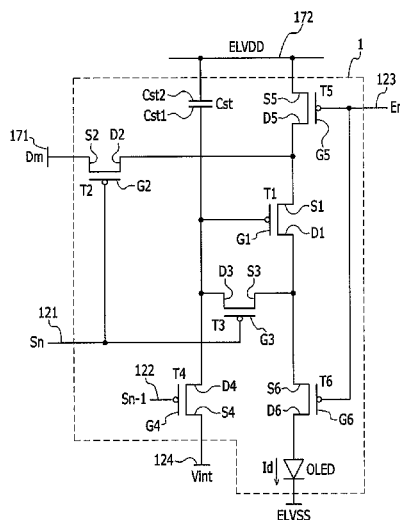 172
ELVDD
1
Cst2
Cst
Cst1
T5
123
S5
En
D5
G5
171
S2
D2
Dm
T2
G2
T1
S1
G1
D1
D3
S3
121
Sn
T3
G3
T4
122
D4
Sn-1
S4
G4
T6
S6
D6
G6
124
Vint
Id
OLED
ELVSS